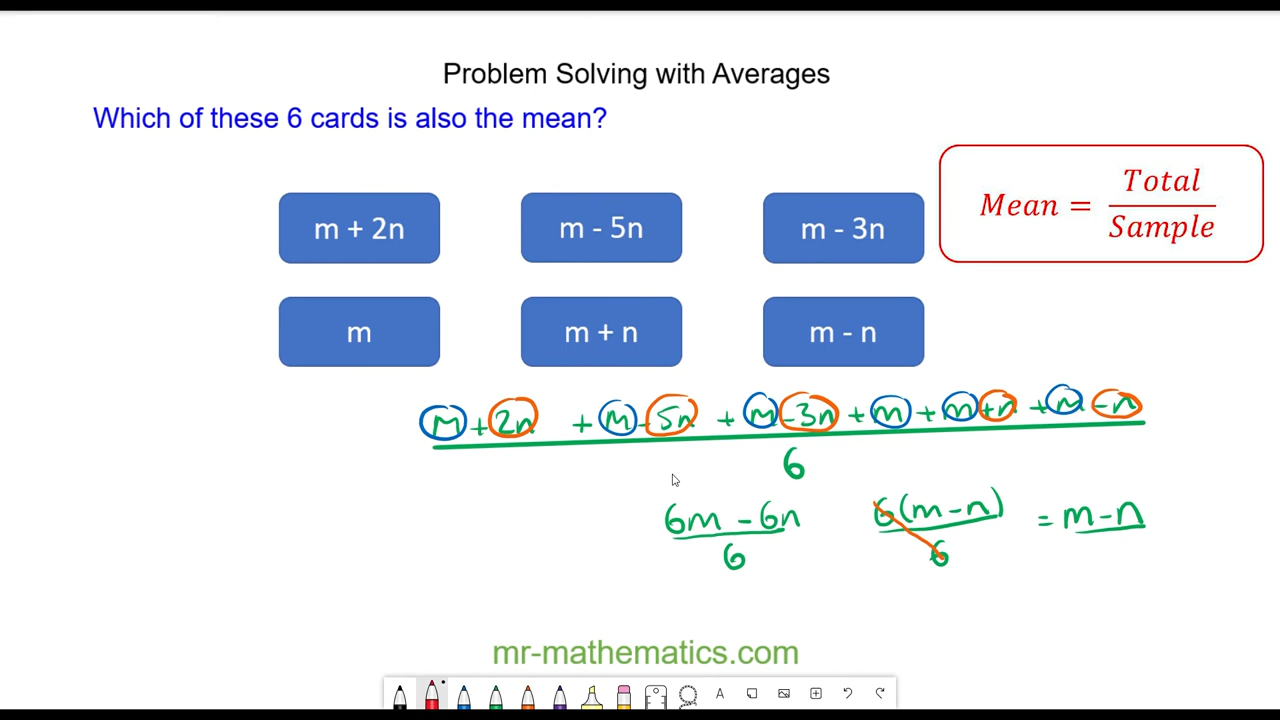 Problem Solving with Averages
Which of these 6 cards is also the mean?
Mean = Total / Sample
m + 2n m - 5n m - 3n
m m + n m - n
m + 2n + m - 5n + m - 3n + m + m + n + m - n
6
6m - 6n 6(m - n) = m - n
6 6
mr-mathematics.com
A